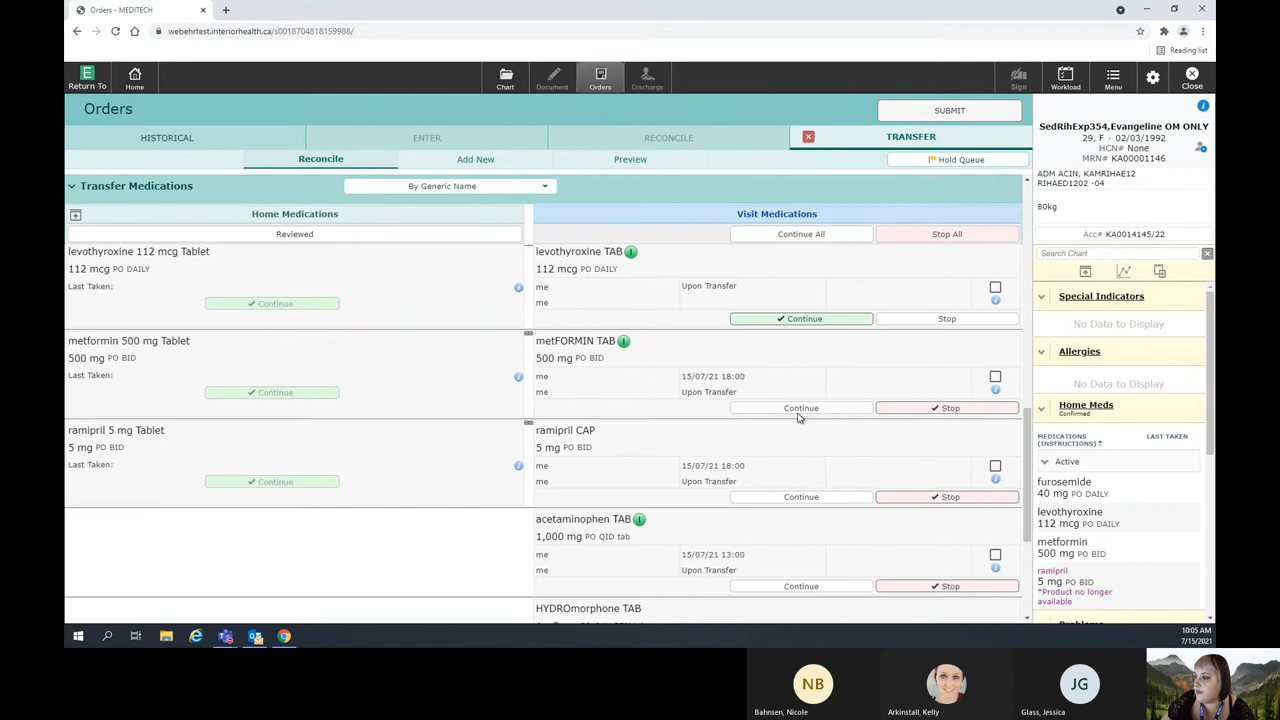 Orders - MEDITECH
webehrtest.interiorhealth.ca/s0018704818159988/
Reading list
Return To
Home
Chart
Document
Orders
Discharge
Sign
Workload
Menu
Close
Orders
SUBMIT
HISTORICAL
ENTER
RECONCILE
TRANSFER
Reconcile
Add New
Preview
Hold Queue
Transfer Medications
By Generic Name
Home Medications
Visit Medications
Reviewed
Continue All
Stop All
levothyroxine 112 mcg Tablet
112 mcg PO DAILY
Last Taken:
Continue
levothyroxine TAB
112 mcg PO DAILY
me Upon Transfer
me
Continue
Stop
metformin 500 mg Tablet
500 mg PO BID
Last Taken:
Continue
metFORMIN TAB
500 mg PO BID
me 15/07/21 18:00
me Upon Transfer
Continue
Stop
ramipril 5 mg Tablet
5 mg PO BID
Last Taken:
Continue
ramipril CAP
5 mg PO BID
me 15/07/21 18:00
me Upon Transfer
Continue
Stop
acetaminophen TAB
1,000 mg PO QID tab
me 15/07/21 13:00
me Upon Transfer
Continue
Stop
HYDROmorphone TAB
SedRihExp354,Evangeline OM ONLY
29, F - 02/03/1992
HCN# None
MRN# KA00001146
ADM ACIN, KAMRIHAE12
RIHAED1202 -04
80kg
Acc# KA0014145/22
Search Chart
Special Indicators
No Data to Display
Allergies
No Data to Display
Home Meds
Confirmed
MEDICATIONS (INSTRUCTIONS) LAST TAKEN
Active
furosemide
40 mg PO DAILY
levothyroxine
112 mcg PO DAILY
metformin
500 mg PO BID
ramipril
5 mg PO BID
*Product no longer
available
Problems
10:05 AM
7/15/2021
NB
Bahnsen, Nicole
Arkinstall, Kelly
JG
Glass, Jessica